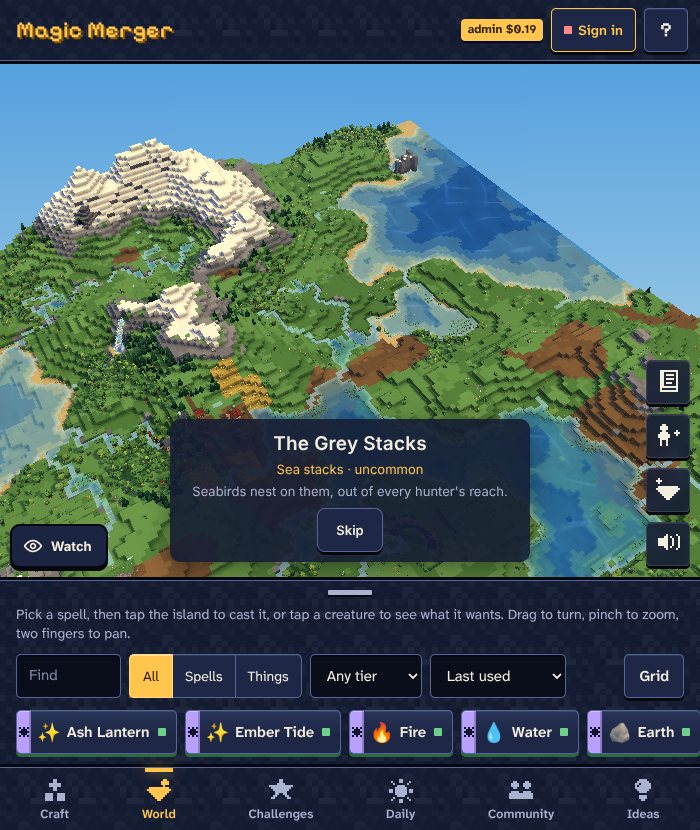 Magic Merger
admin $0.19
Sign in
?
The Grey Stacks
Sea stacks · uncommon
Seabirds nest on them, out of every hunter's reach.
Skip
Watch
Pick a spell, then tap the island to cast it, or tap a creature to see what it wants. Drag to turn, pinch to zoom,
two fingers to pan.
Find
All
Spells
Things
Any tier
Last used
Grid
Ash Lantern
Ember Tide
Fire
Water
Earth
Craft
World
Challenges
Daily
Community
Ideas